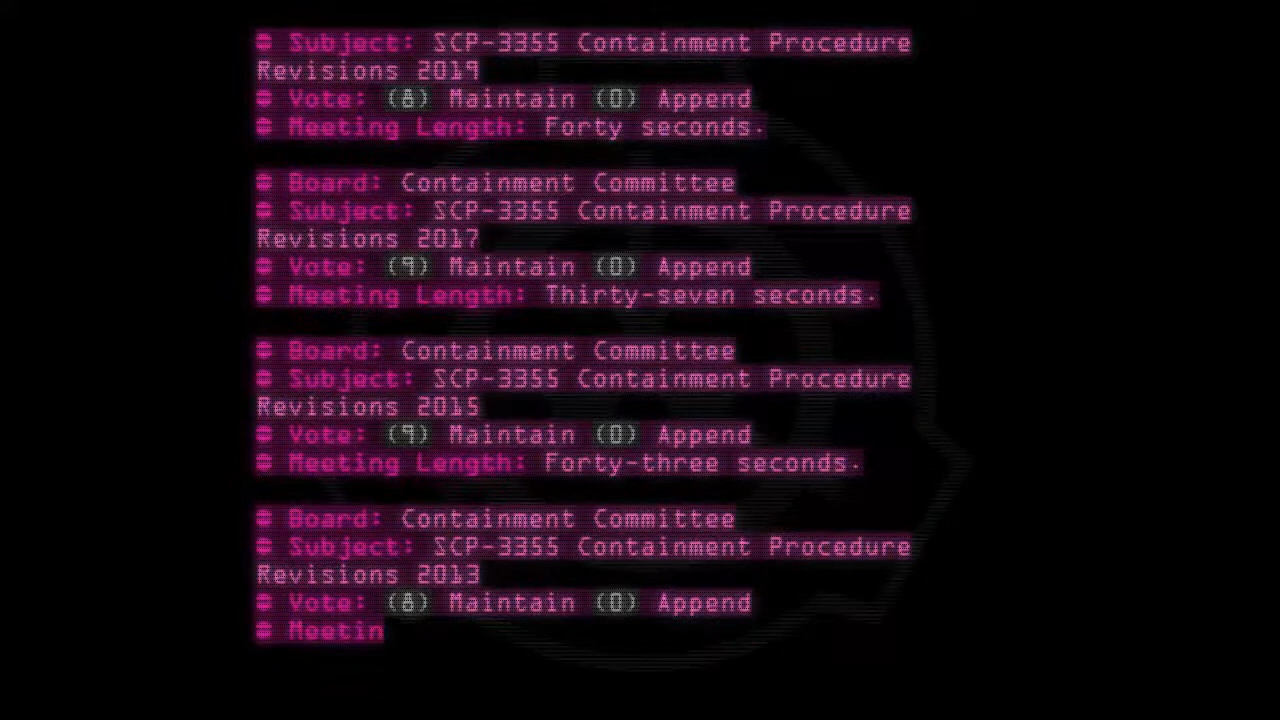 ● Subject: SCP-3355 Containment Procedure
Revisions 2019
● Vote: (8) Maintain (0) Append
● Meeting Length: Forty seconds.
● Board: Containment Committee
● Subject: SCP-3355 Containment Procedure
Revisions 2017
● Vote: (9) Maintain (0) Append
● Meeting Length: Thirty-seven seconds.
● Board: Containment Committee
● Subject: SCP-3355 Containment Procedure
Revisions 2015
● Vote: (9) Maintain (0) Append
● Meeting Length: Forty-three seconds.
● Board: Containment Committee
● Subject: SCP-3355 Containment Procedure
Revisions 2013
● Vote: (8) Maintain (0) Append
● Meetin